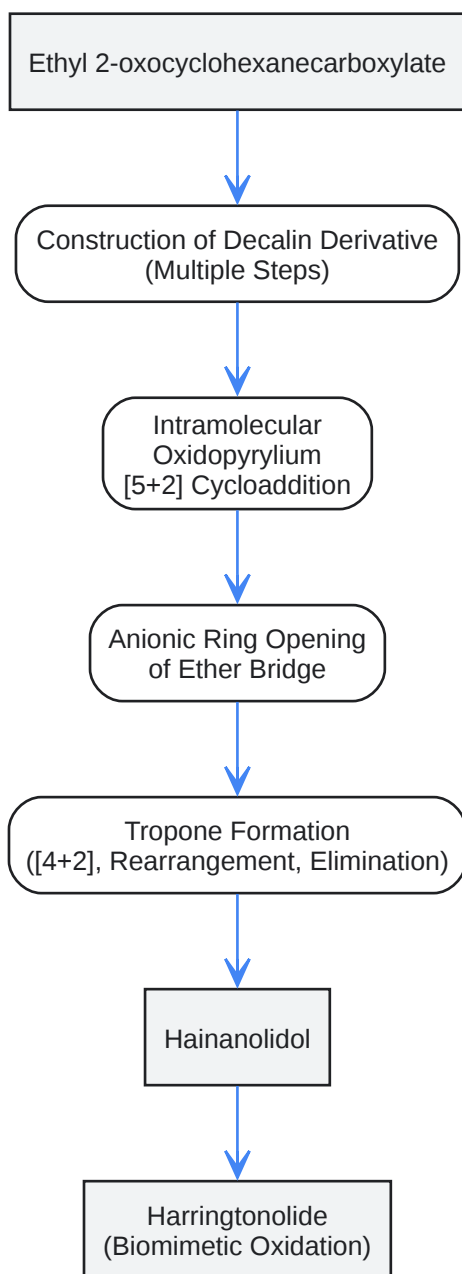 Ethyl 2-oxocyclohexanecarboxylate
Construction of Decalin Derivative
(Multiple Steps)
Intramolecular
Oxidopyrylium
[5+2] Cycloaddition
Anionic Ring Opening
of Ether Bridge
Tropone Formation
([4+2], Rearrangement, Elimination)
Hainanolidol
Harringtonolide
(Biomimetic Oxidation)